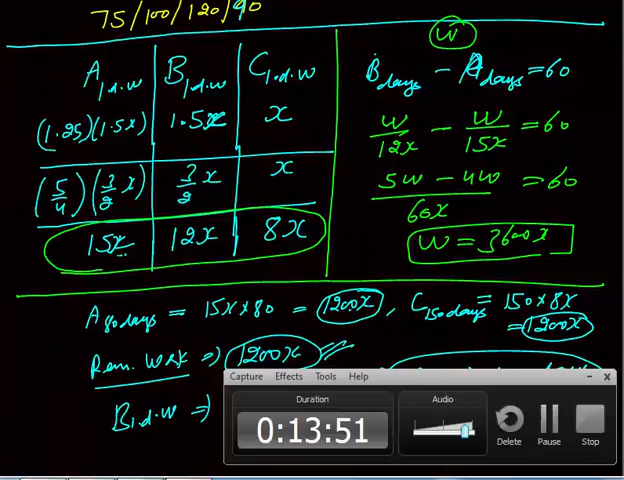 75/100/120/90
W
A1.d.w B1.d.w C1.d.w
Bdays - Adays = 60
(1.25)(1.5x) 1.5x x
W/12x - W/15x = 60
(5/4)(3/2 x) 3/2 x x
5W - 4W / 60x = 60
15x 12x 8x
W = 3600x
A80days = 15x x 80 = 1200x, C150days = 150 x 8x
= 1200x
Rem. Work => 1200x
B1.d.w =>
Capture Effects Tools Help
Duration Audio
0:13:51
Delete Pause Stop